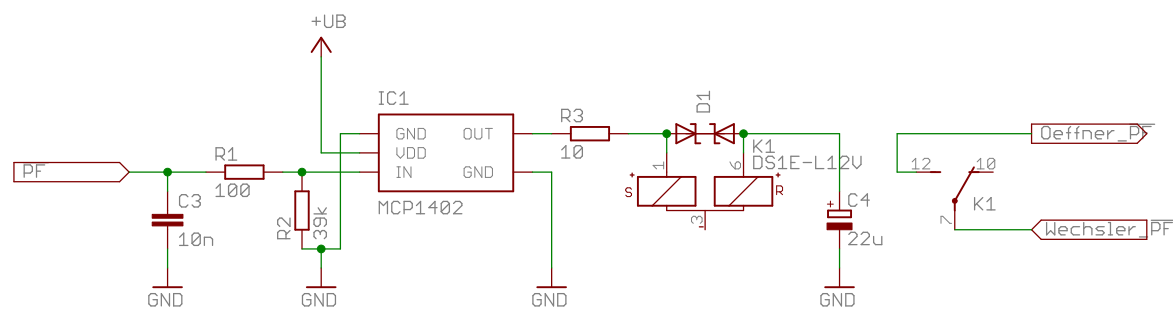 +UB
IC1
GND
VDD
IN
OUT
GND
MCP1402
PF
R1
100
C3
10n
R2
39k
GND
GND
GND
R3
10
D1
K1
DS1E-L12V
1
6
S
R
3
+
C4
22u
GND
Oeffner_PF
12
10
K1
7
Wechsler_PF